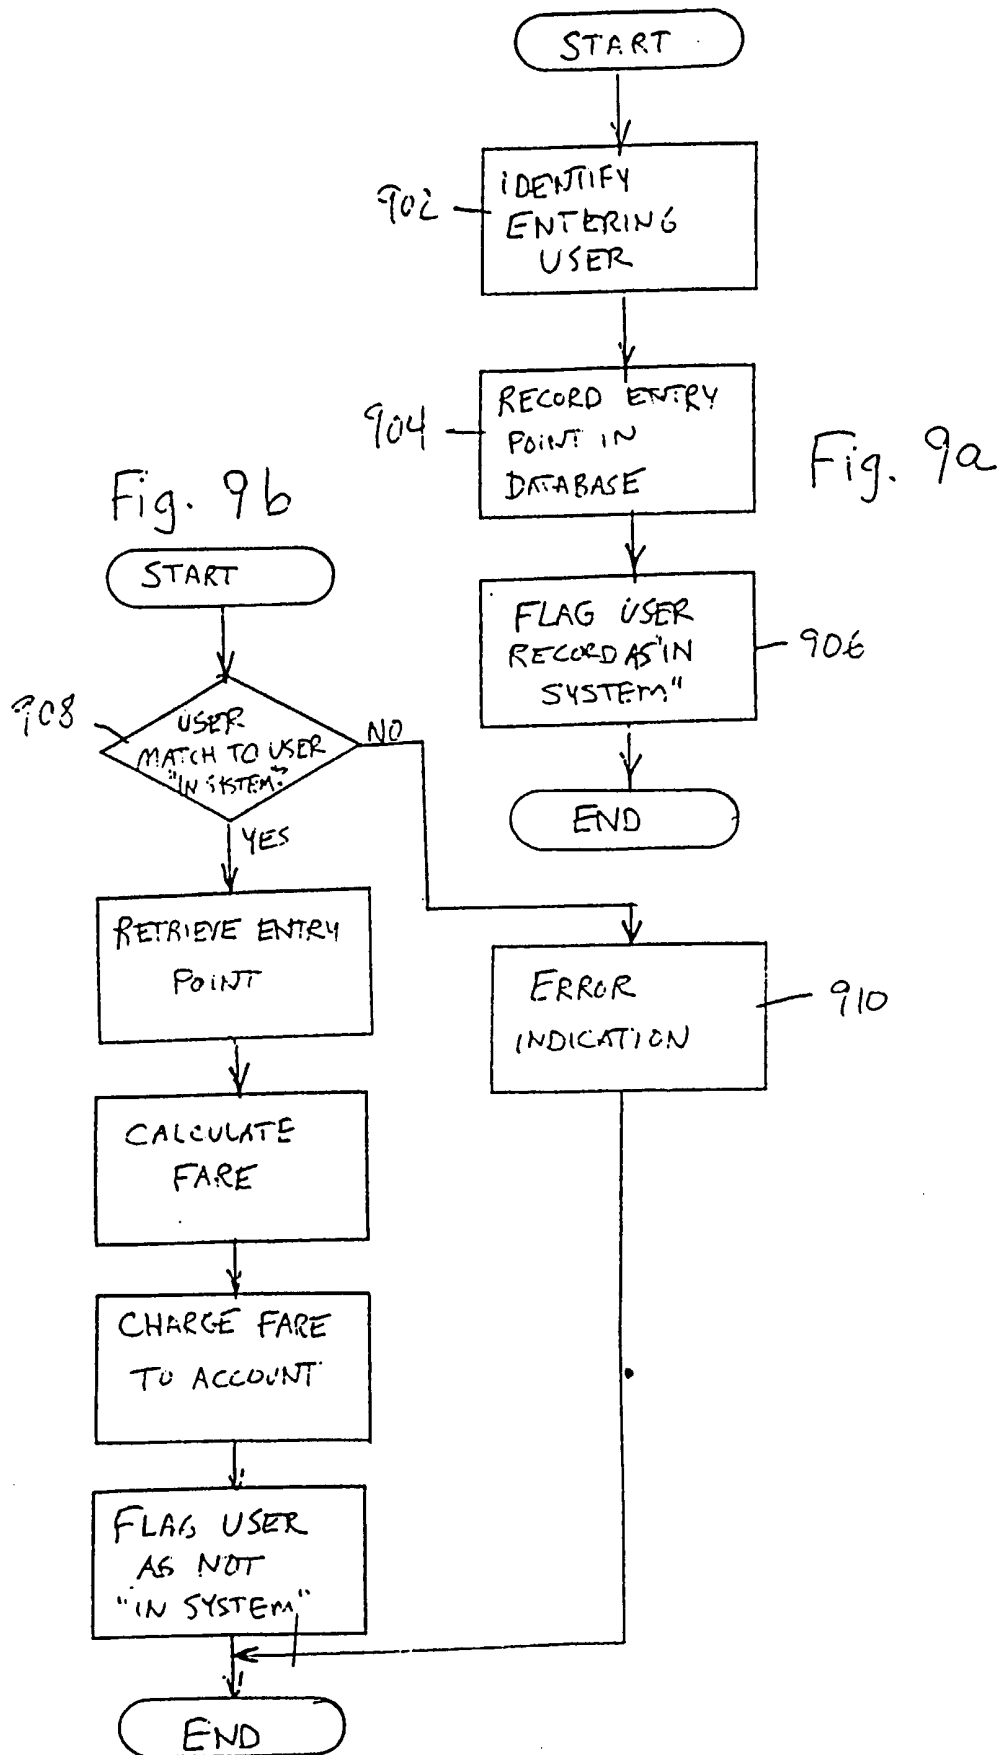 START
902
IDENTIFY
ENTERING
USER
904
RECORD ENTRY
POINT IN
DATABASE
Fig. 9a
FLAG USER
RECORD AS "IN
SYSTEM"
906
END
Fig. 9b
START
908
USER
MATCH TO USER
"IN SYSTEM?"
NO
YES
RETRIEVE ENTRY
POINT
ERROR
INDICATION
910
CALCULATE
FARE
CHARGE FARE
TO ACCOUNT
FLAG USER
AS NOT
"IN SYSTEM"
END